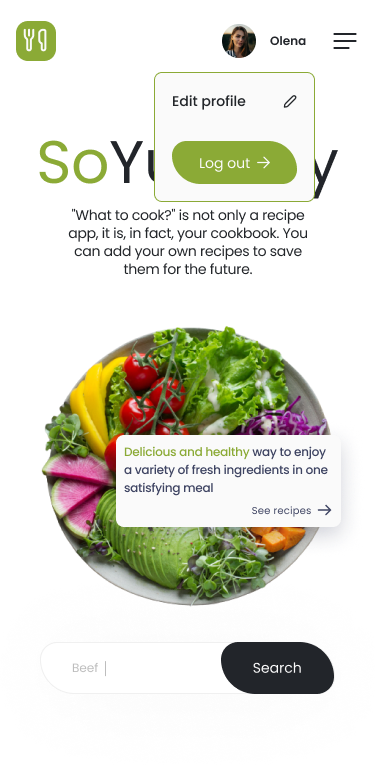 Olena
Edit profile
Log out
SoYu y
"What to cook?" is not only a recipe
app, it is, in fact, your cookbook. You
can add your own recipes to save
them for the future.
Delicious and healthy way to enjoy
a variety of fresh ingredients in one
satisfying meal
See recipes
Beef
Search